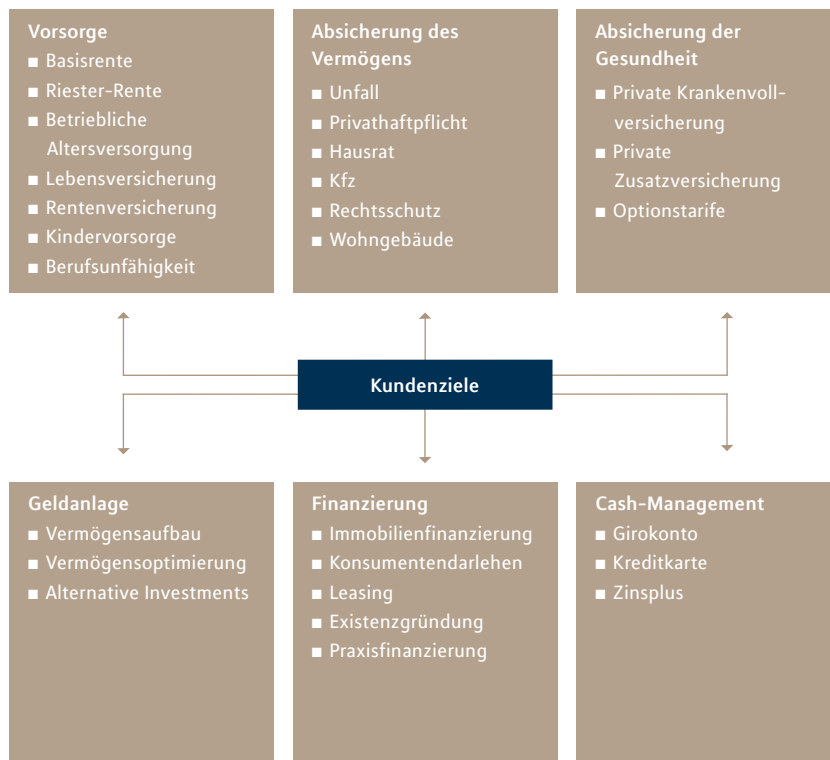 Vorsorge
■ Basisrente
■ Riester-Rente
■ Betriebliche
Altersversorgung
■ Lebensversicherung
■ Rentenversicherung
■ Kindervorsorge
■ Berufsunfähigkeit
Absicherung des
Vermögens
■ Unfall
■ Privathaftpflicht
■ Hausrat
■ Kfz
■ Rechtsschutz
■ Wohngebäude
Absicherung der
Gesundheit
■ Private Krankenvoll-
versicherung
■ Private
Zusatzversicherung
■ Optionstarife
Kundenziele
Geldanlage
■ Vermögensaufbau
■ Vermögensoptimierung
■ Alternative Investments
Finanzierung
■ Immobilienfinanzierung
■ Konsumentendarlehen
■ Leasing
■ Existenzgründung
■ Praxisfinanzierung
Cash-Management
■ Girokonto
■ Kreditkarte
■ Zinsplus